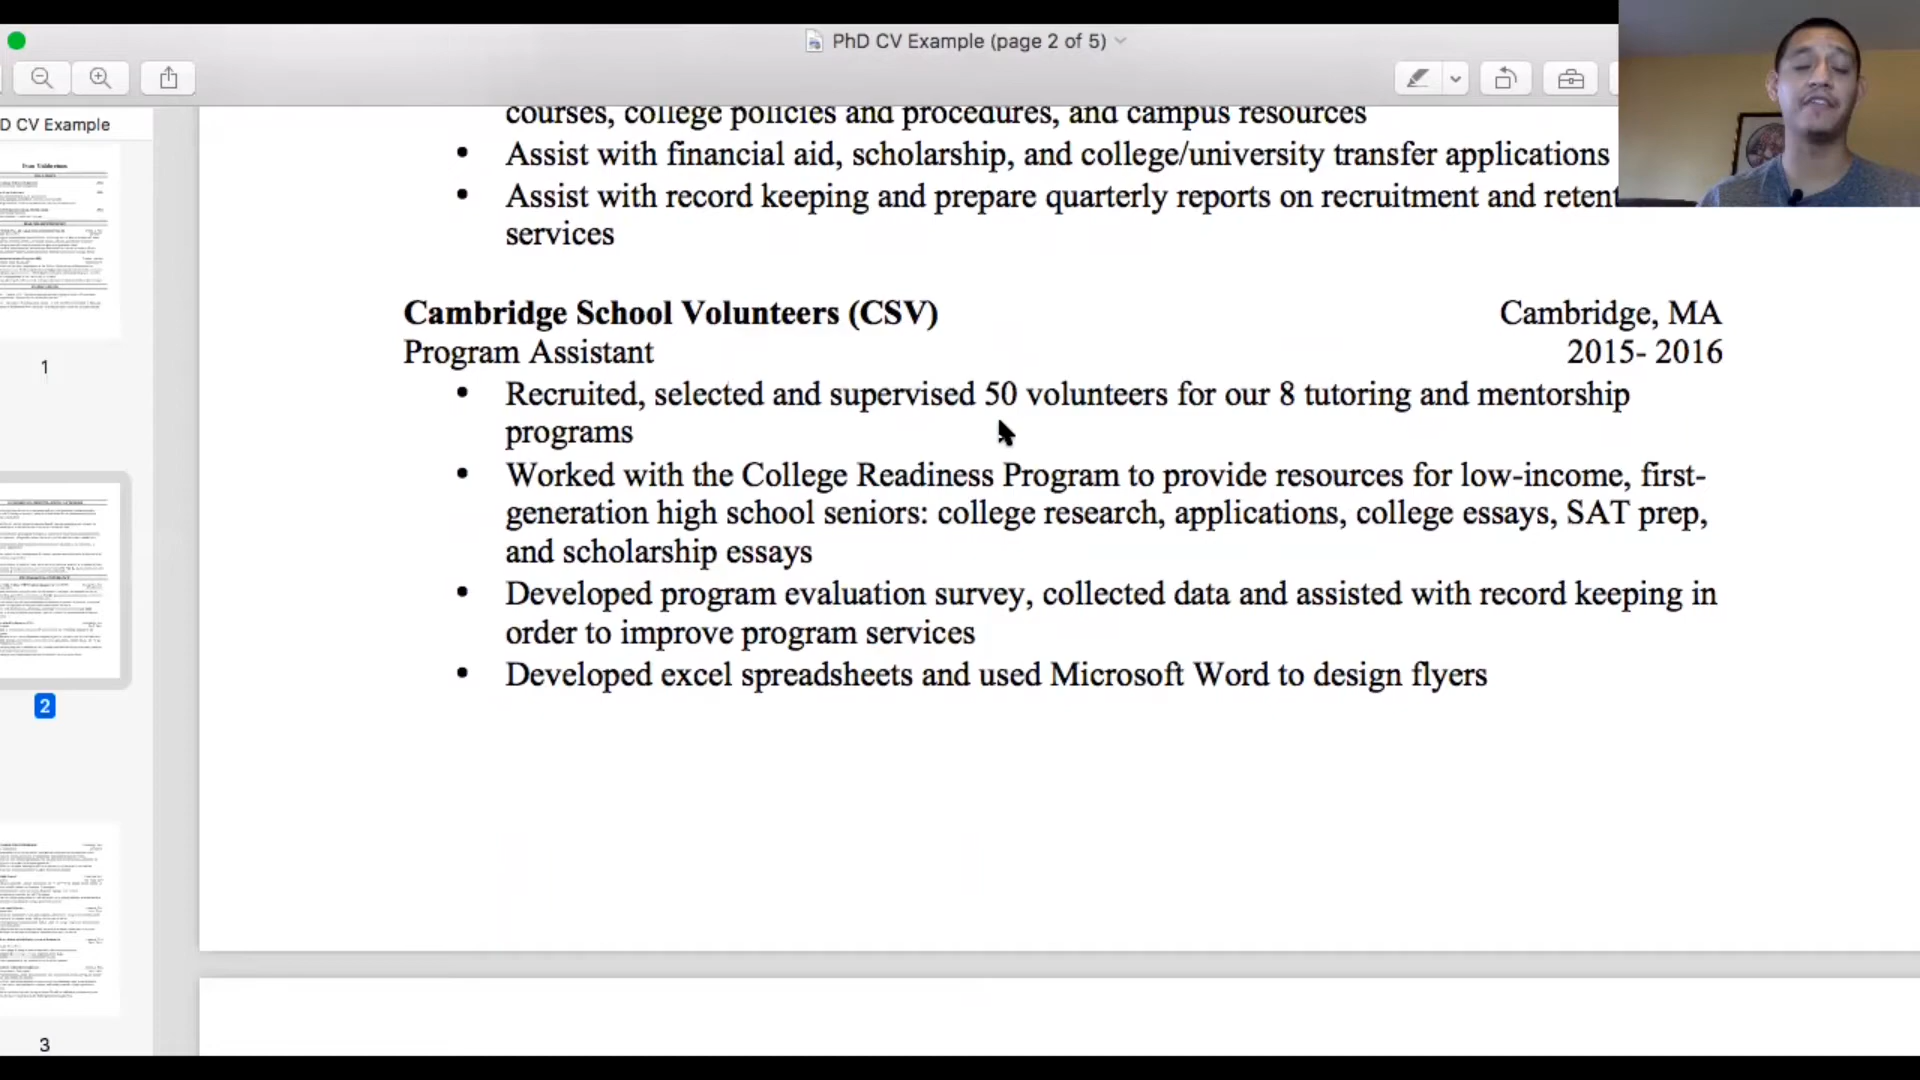 PhD CV Example (page 2 of 5)
D CV Example
courses, college policies and procedures, and campus resources
• Assist with financial aid, scholarship, and college/university transfer applications
• Assist with record keeping and prepare quarterly reports on recruitment and retent
services
Cambridge School Volunteers (CSV) Cambridge, MA
Program Assistant 2015- 2016
• Recruited, selected and supervised 50 volunteers for our 8 tutoring and mentorship
programs
• Worked with the College Readiness Program to provide resources for low-income, first-
generation high school seniors: college research, applications, college essays, SAT prep,
and scholarship essays
• Developed program evaluation survey, collected data and assisted with record keeping in
order to improve program services
• Developed excel spreadsheets and used Microsoft Word to design flyers
1
2
3